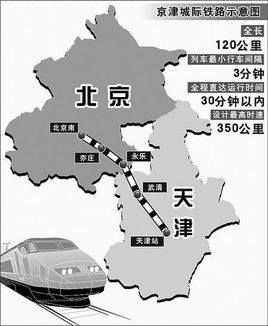 京津城际铁路示意图
全长
120公里
列车最小行车间隔
3分钟
全程直达运行时间
30分钟以内
设计最高时速
350公里
北京
北京南
亦庄
永乐
武清
天津
天津站